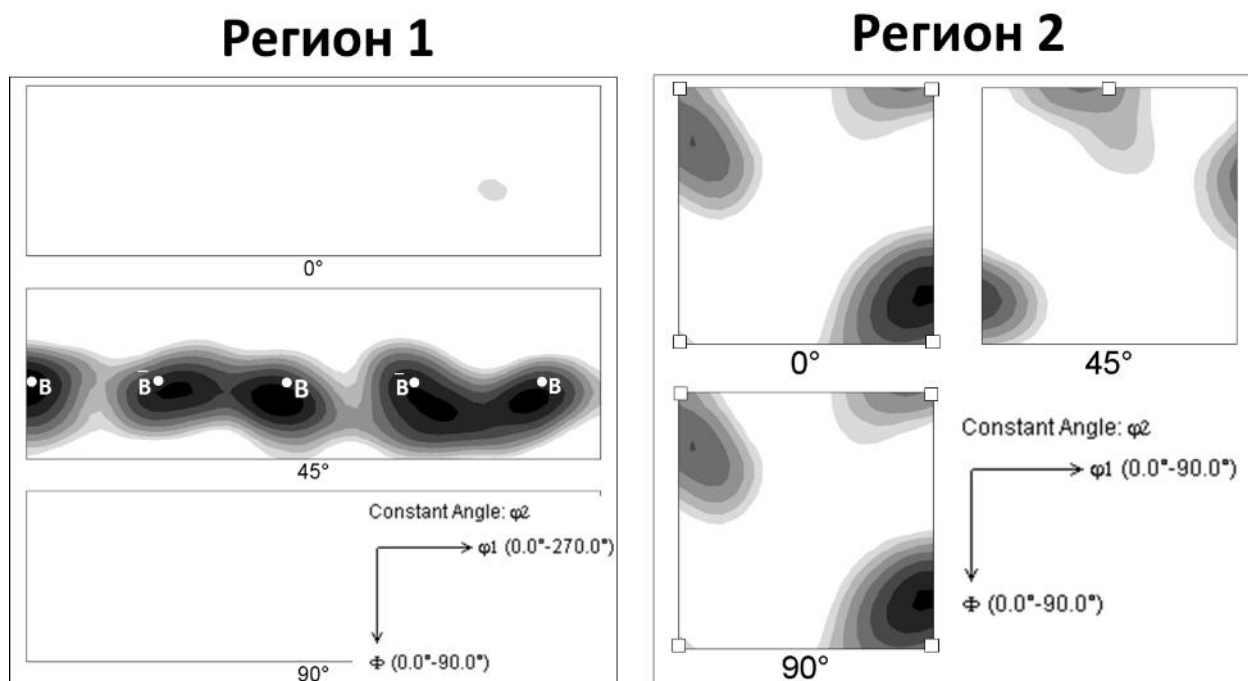 Регион 1
0°
B B̄ B B̄ B
45°
Constant Angle: φ2
φ1 (0.0°-270.0°)
Φ (0.0°-90.0°)
90°
Регион 2
0°
45°
Constant Angle: φ2
φ1 (0.0°-90.0°)
Φ (0.0°-90.0°)
90°